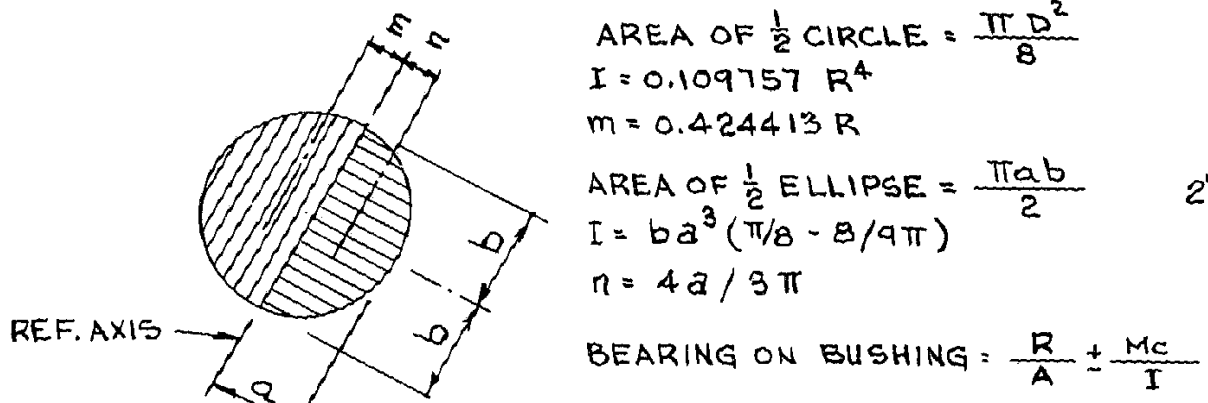 m n
AREA OF 1/2 CIRCLE = πD²/8
I = 0.109757 R⁴
m = 0.424413 R
AREA OF 1/2 ELLIPSE = πab/2
2'
I = ba³(π/8 - 8/9π)
n = 4a/3π
b
b
REF. AXIS
a
BEARING ON BUSHING = R/A ± Mc/I